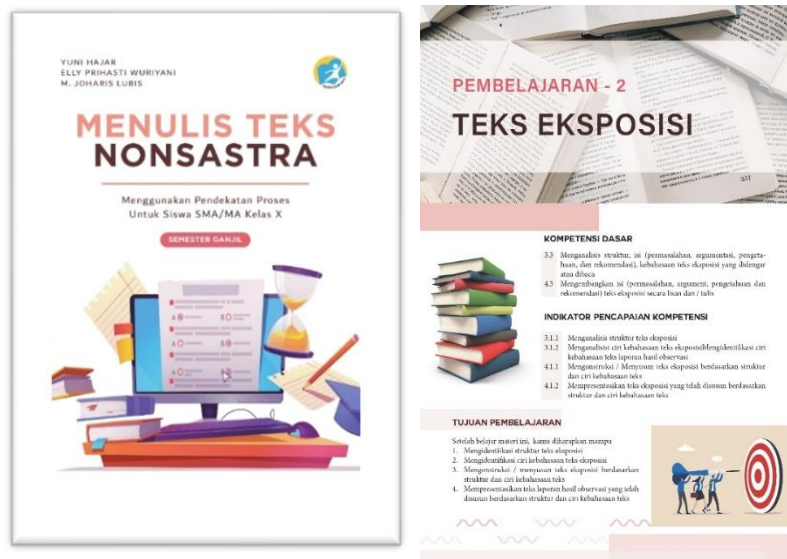 YUNI HAJAR
ELLY PRIHASTI WURIYANI
M. JOHARIS LUBIS
MENULIS TEKS
NONSASTRA
Menggunakan Pendekatan Proses
Untuk Siswa SMA/MA Kelas X
SEMESTER GANJIL
PEMBELAJARAN - 2
TEKS EKSPOSISI
KOMPETENSI DASAR
3.3 Menganalisis struktur, isi (permasalahan, argumentasi, pengeta-
huan, dan rekomendasi), kebahasaan teks eksposisi yang didengar
atau dibaca
4.3 Mengembangkan isi (permasalahan, argument, pengetahuan dan
rekomendasi) teks eksposisi secara lisan dan / tulis
INDIKATOR PENCAPAIAN KOMPETENSI
3.1.1 Menganalisis struktur teks eksposisi
3.1.2 Menganalisisi ciri kebahasaan teks eksposisiMengidentifikasi ciri
kebahasaan teks laporan hasil observasi
4.1.1 Mengonstruksi / Menyusun teks eksposisi berdasarkan struktur
dan ciri kebahasaan teks
4.1.2 Mempresentasikan teks eksposisi yang telah disusun berdasarkan
struktur dan ciri kebahasaan teks
TUJUAN PEMBELAJARAN
Setelah belajar materi ini, kamu diharapkan mampu
1. Mengidentifikasi struktur teks eksposisi
2. Mengidentifikasi ciri kebahasaan teks eksposisi
3. Mengonstruksi / menyusun teks eksposisi berdasarkan
struktur dan ciri kebahasaan teks
4. Mempresentasikan teks laporan hasil observasi yang telah
disusun berdasarkan struktur dan ciri kebahasaan teks